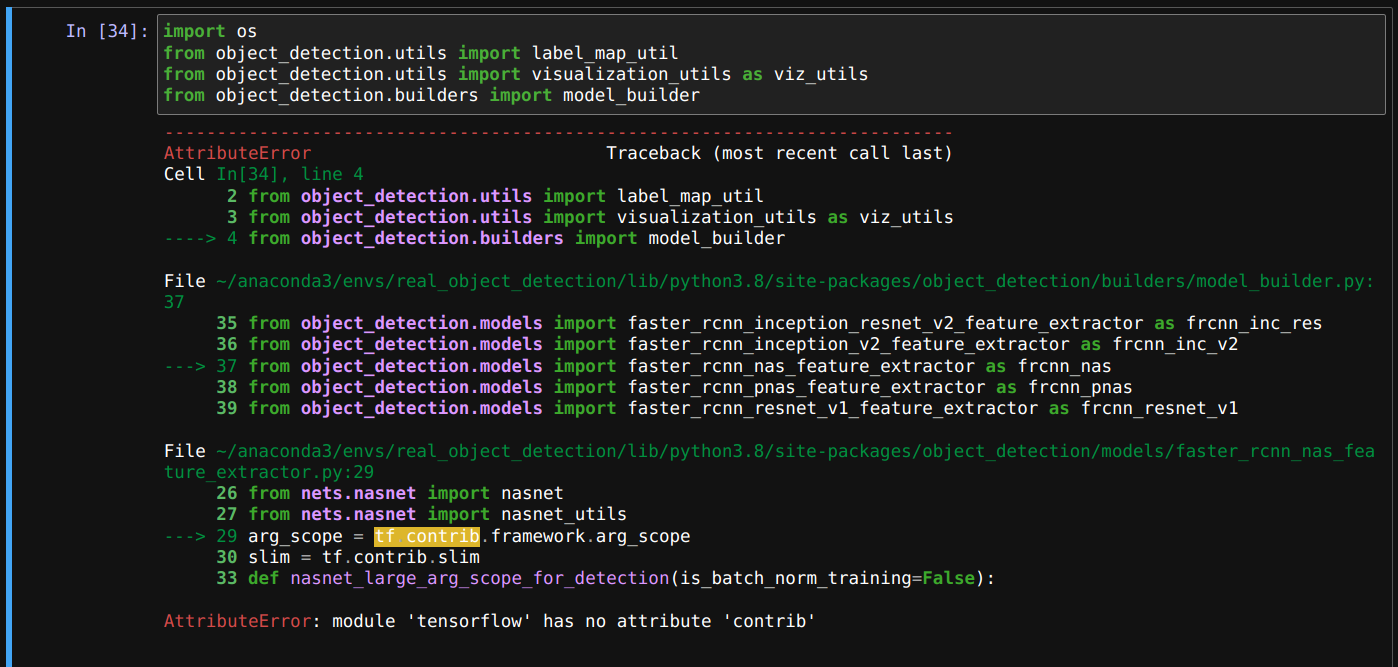 In [34]: import os
from object_detection.utils import label_map_util
from object_detection.utils import visualization_utils as viz_utils
from object_detection.builders import model_builder
---------------------------------------------------------------------------
AttributeError                            Traceback (most recent call last)
Cell In[34], line 4
      2 from object_detection.utils import label_map_util
      3 from object_detection.utils import visualization_utils as viz_utils
----> 4 from object_detection.builders import model_builder
File ~/anaconda3/envs/real_object_detection/lib/python3.8/site-packages/object_detection/builders/model_builder.py:
37
     35 from object_detection.models import faster_rcnn_inception_resnet_v2_feature_extractor as frcnn_inc_res
     36 from object_detection.models import faster_rcnn_inception_v2_feature_extractor as frcnn_inc_v2
---> 37 from object_detection.models import faster_rcnn_nas_feature_extractor as frcnn_nas
     38 from object_detection.models import faster_rcnn_pnas_feature_extractor as frcnn_pnas
     39 from object_detection.models import faster_rcnn_resnet_v1_feature_extractor as frcnn_resnet_v1
File ~/anaconda3/envs/real_object_detection/lib/python3.8/site-packages/object_detection/models/faster_rcnn_nas_fea
ture_extractor.py:29
     26 from nets.nasnet import nasnet
     27 from nets.nasnet import nasnet_utils
---> 29 arg_scope = tf.contrib.framework.arg_scope
     30 slim = tf.contrib.slim
     33 def nasnet_large_arg_scope_for_detection(is_batch_norm_training=False):
AttributeError: module 'tensorflow' has no attribute 'contrib'